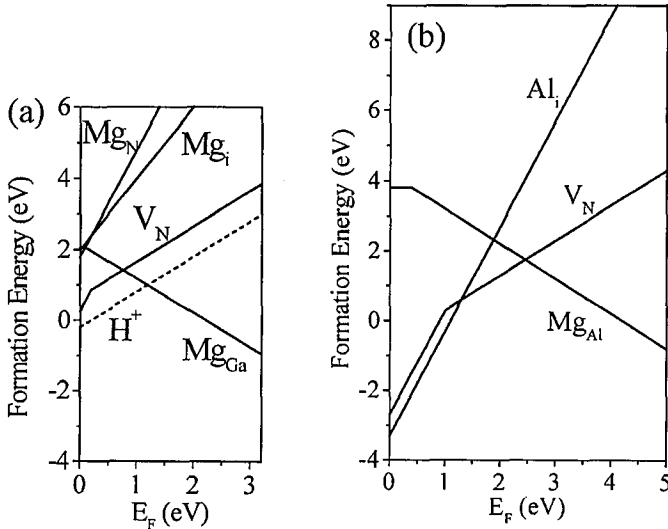 (a)
Formation Energy (eV)
6
4
2
0
-2
-4
0
1
2
3
E_F (eV)
Mg_N
Mg_i
V_N
H^+
Mg_Ga
(b)
Formation Energy (eV)
8
6
4
2
0
-2
-4
0
1
2
3
4
5
E_F (eV)
Al_i
V_N
Mg_Al